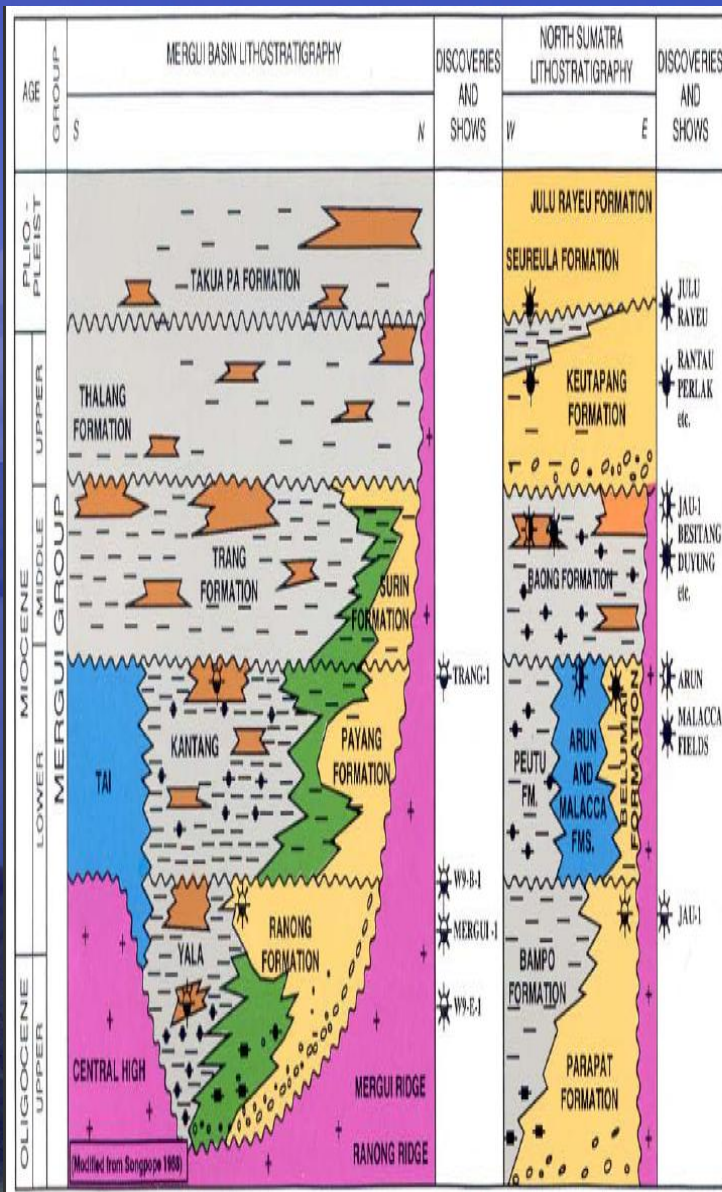 AGE
GROUP
MERGUI BASIN LITHOSTRATIGRAPHY
S
N
DISCOVERIES
AND
SHOWS
NORTH SUMATRA
LITHOSTRATIGRAPHY
W
E
DISCOVERIES
AND
SHOWS
PLIO-
PLEIST
MIOCENE
UPPER
MIDDLE
LOWER
OLIGOCENE
UPPER
MERGUI GROUP
TAKUA PA FORMATION
THALANG
FORMATION
TRANG
FORMATION
SURIN
FORMATION
TAI
KANTANG
PAYANG
FORMATION
YALA
RANONG
FORMATION
CENTRAL HIGH
MERGUI RIDGE
RANONG RIDGE
(Modified from Songpope 1988)
TRANG-1
W9-B-1
MERGUI -1
W9-E-1
JULU RAYEU FORMATION
SEUREULA FORMATION
KEUTAPANG
FORMATION
BAONG FORMATION
PEUTU
FM.
ARUN
AND
MALACCA
FMS.
BELUMAI
FORMATION
BAMPO
FORMATION
PARAPAT
FORMATION
JULU
RAYEU
RANTAU
PERLAK
etc.
JAU-1
BESITANG
DUYUNG
etc.
ARUN
MALACCA
FIELDS
JAU-1